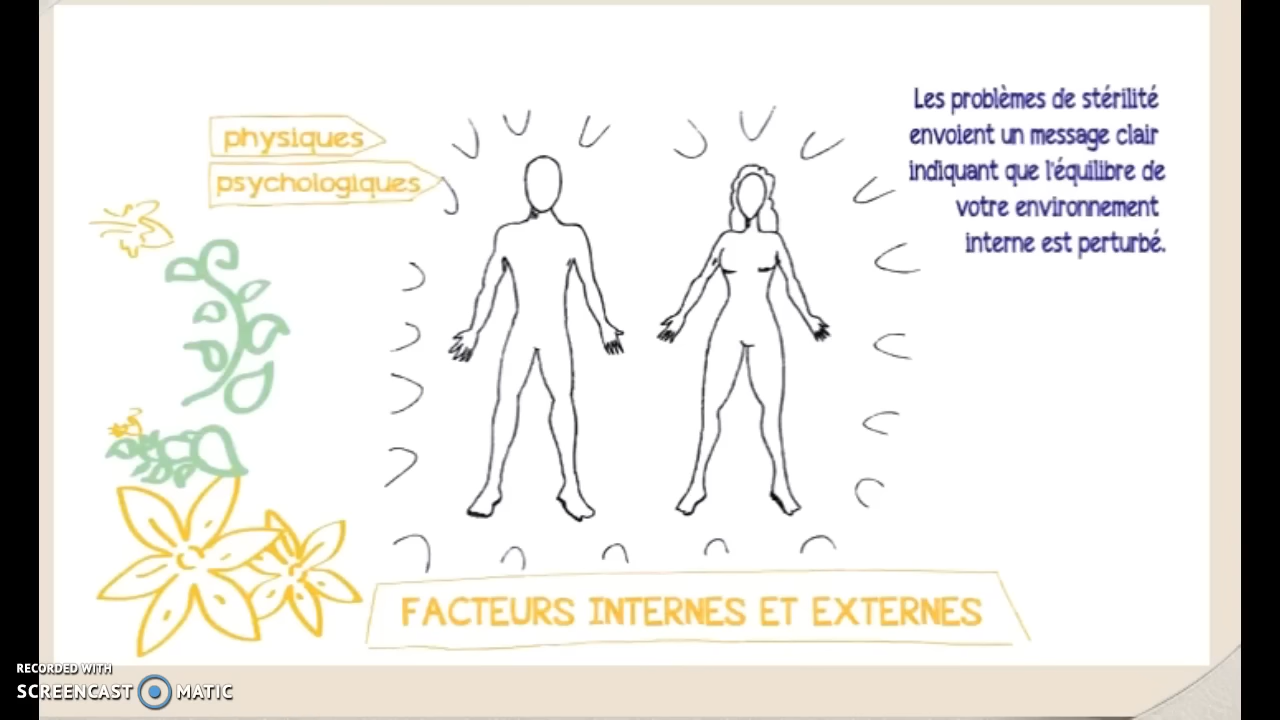 physiques
psychologiques
Les problèmes de stérilité
envoient un message clair
indiquant que l'équilibre de
votre environnement
interne est perturbé.
FACTEURS INTERNES ET EXTERNES
RECORDED WITH
SCREENCAST MATIC